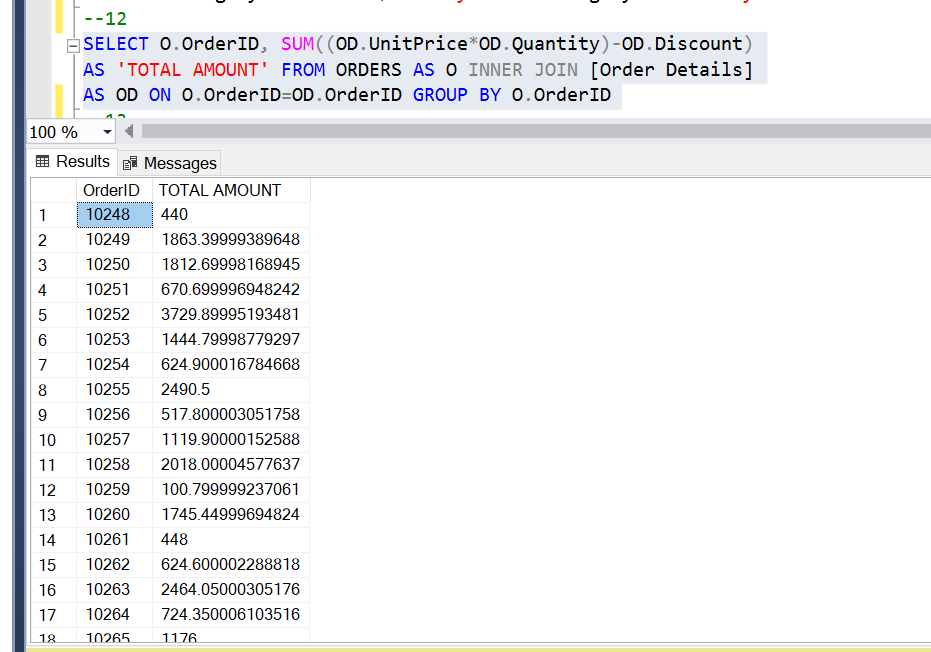 --12
SELECT O.OrderID, SUM((OD.UnitPrice*OD.Quantity)-OD.Discount)
AS 'TOTAL AMOUNT' FROM ORDERS AS O INNER JOIN [Order Details]
AS OD ON O.OrderID=OD.OrderID GROUP BY O.OrderID
100 %
Results Messages
OrderID TOTAL AMOUNT
1 10248 440
2 10249 1863.39999389648
3 10250 1812.69998168945
4 10251 670.699996948242
5 10252 3729.89995193481
6 10253 1444.79998779297
7 10254 624.900016784668
8 10255 2490.5
9 10256 517.800003051758
10 10257 1119.90000152588
11 10258 2018.00004577637
12 10259 100.799999237061
13 10260 1745.44999694824
14 10261 448
15 10262 624.600002288818
16 10263 2464.05000305176
17 10264 724.350006103516
18 10265 1176